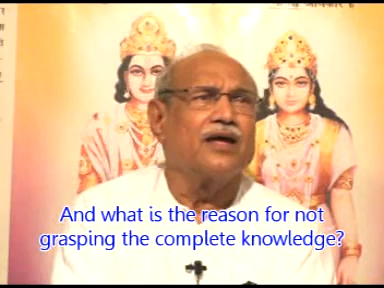 And what is the reason for not
grasping the complete knowledge?